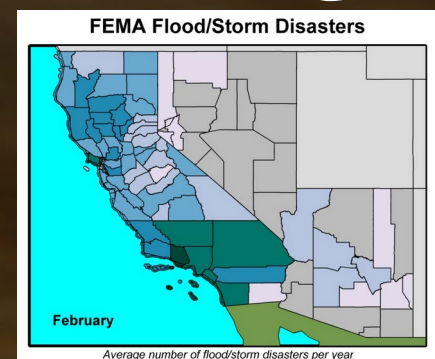 FEMA Flood/Storm Disasters
February
Average number of flood/storm disasters per year